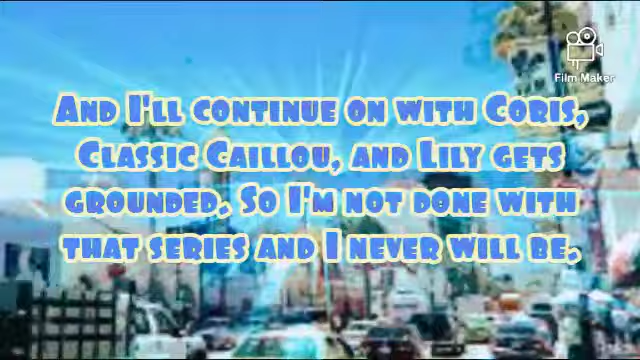 Film Maker
And I'll continue on with Coris,
Classic Caillou, and Lily gets
grounded. So I'm not done with
that series and I never will be.